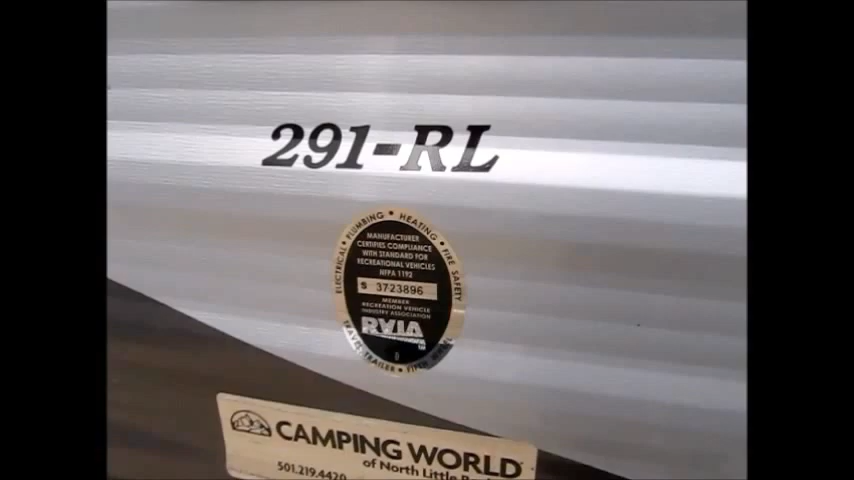 291-RL
ELECTRICAL • PLUMBING • HEATING • FIRE SAFETY
MANUFACTURER
CERTIFIES COMPLIANCE
WITH STANDARD FOR
RECREATIONAL VEHICLES
NFPA 1192
S 3723896
MEMBER
RECREATION VEHICLE
INDUSTRY ASSOCIATION
RVIA
TRAVEL TRAILER •
CAMPING WORLD
of North Little
501.219.4420